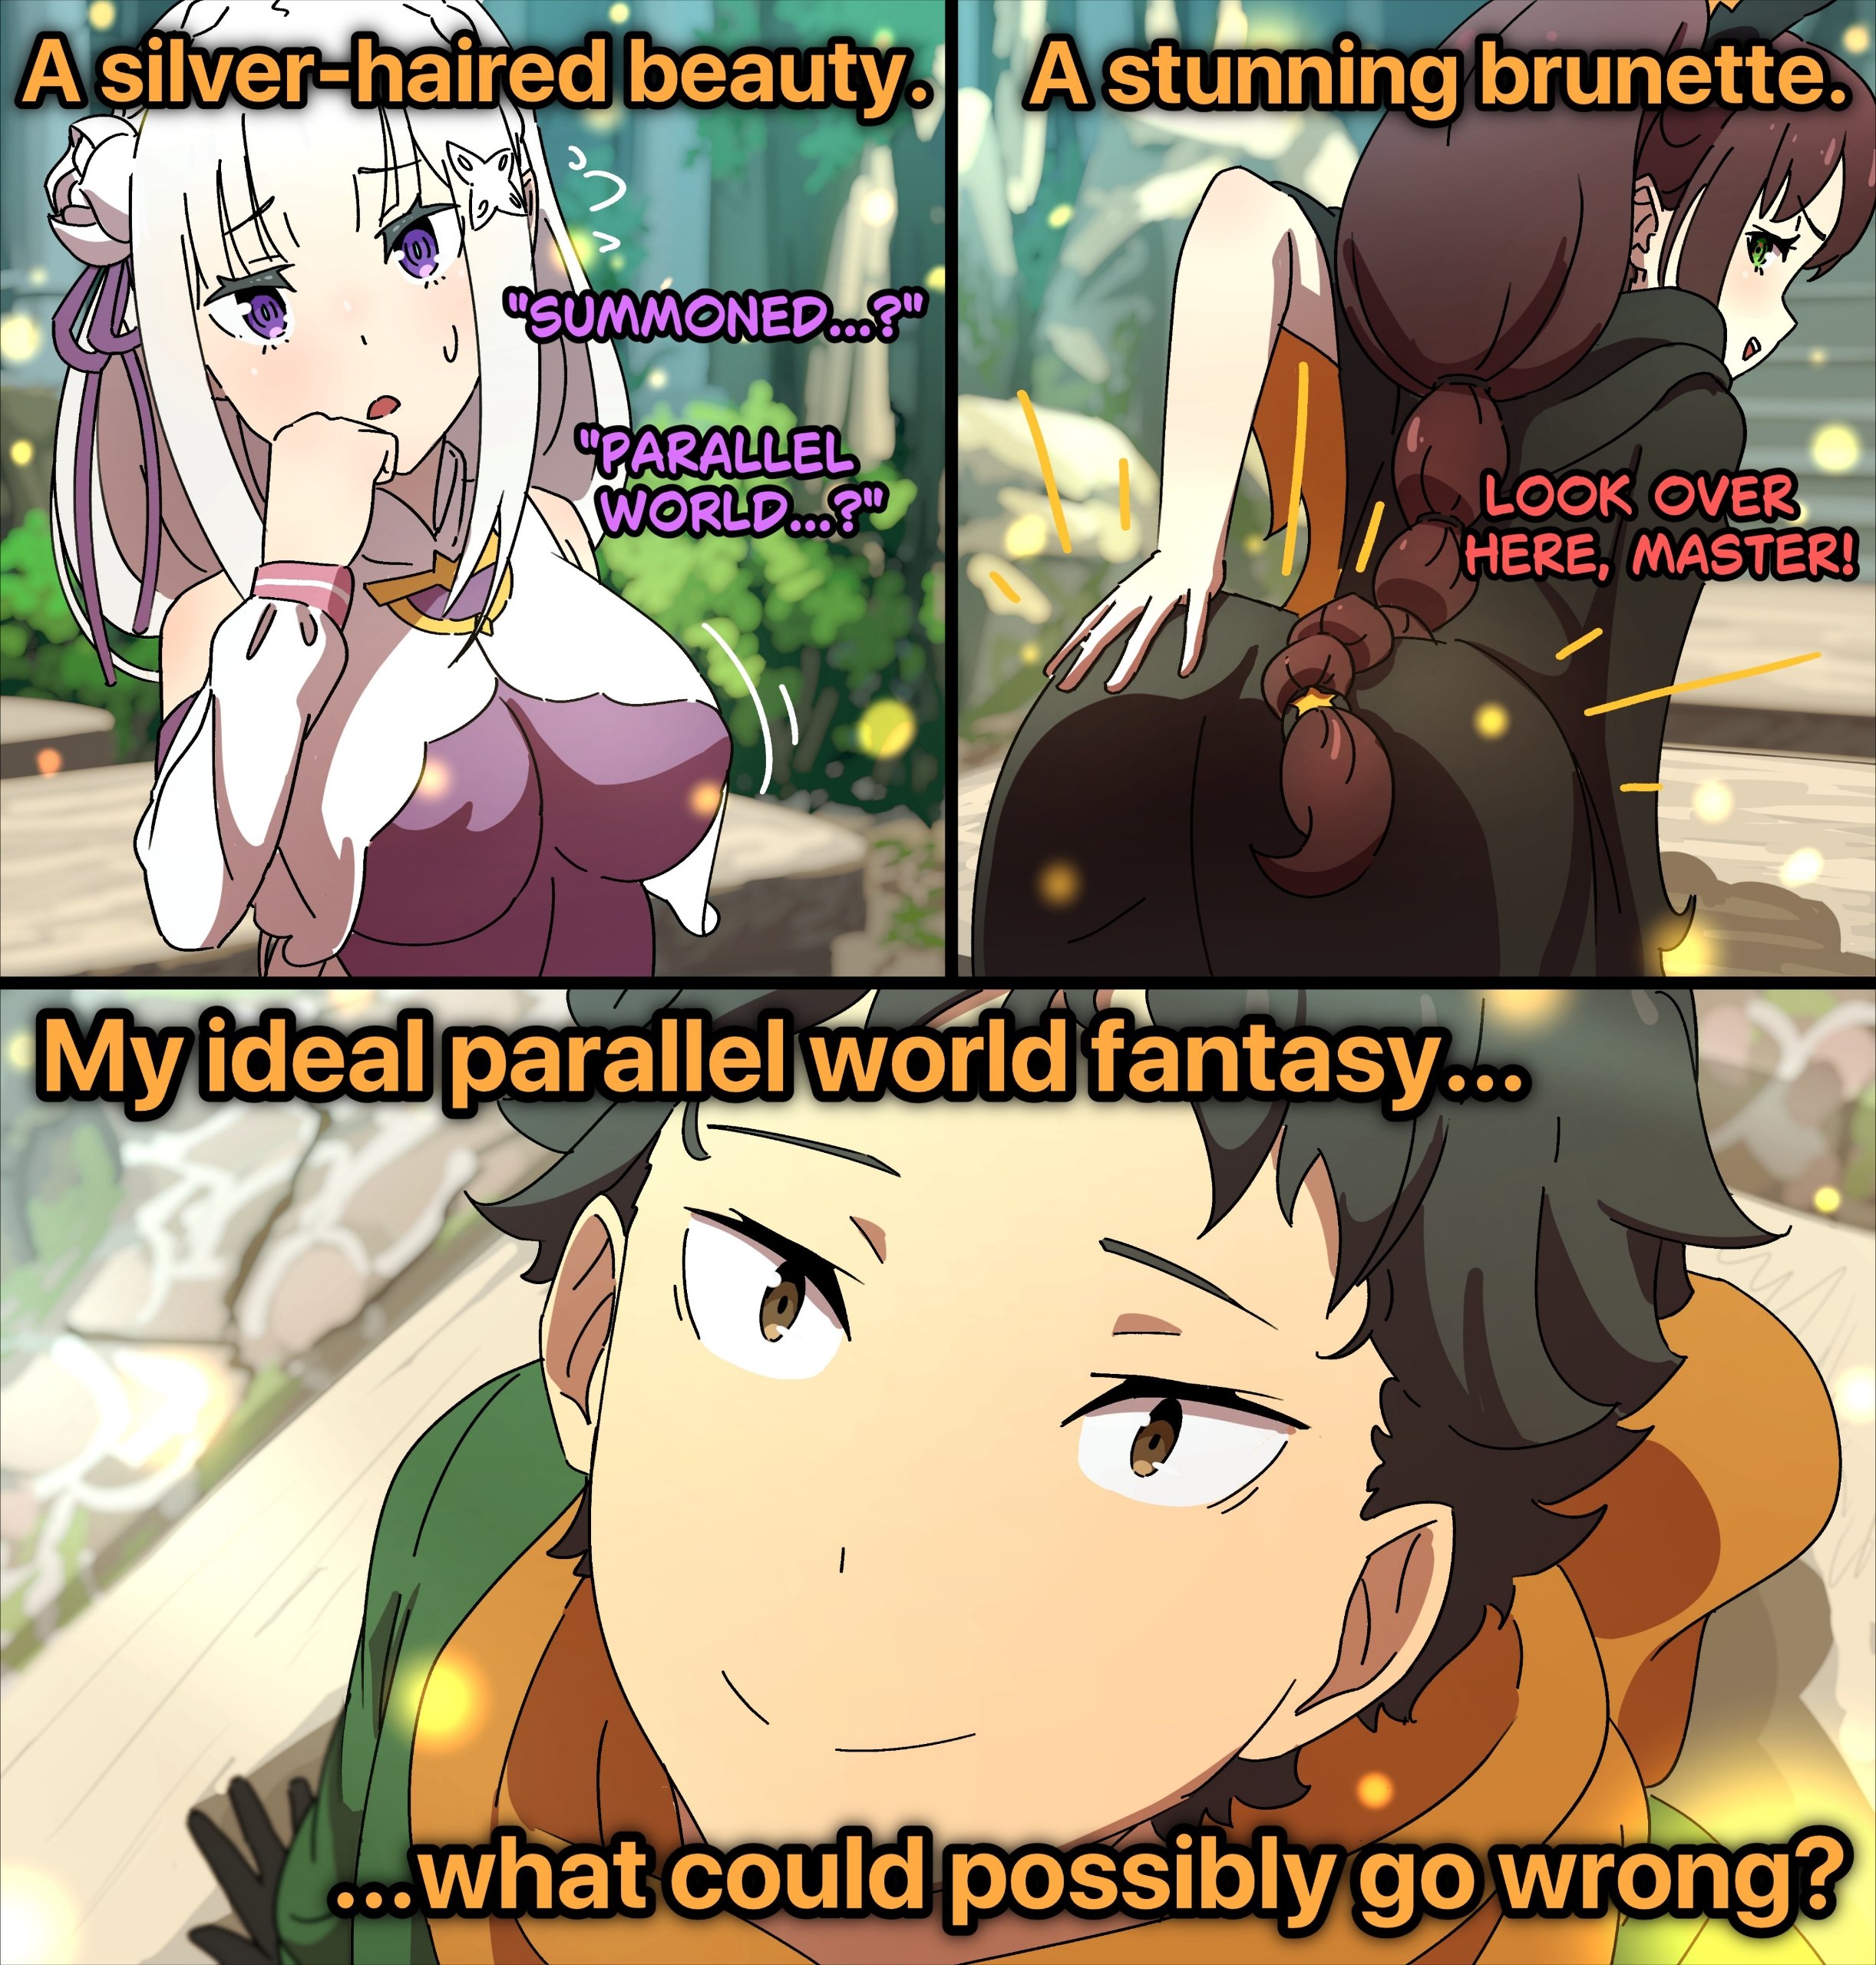 A silver-haired beauty.
"SUMMONED...?"
"PARALLEL
WORLD...?"
A stunning brunette.
LOOK OVER
HERE, MASTER!
My ideal parallel world fantasy...
...what could possibly go wrong?